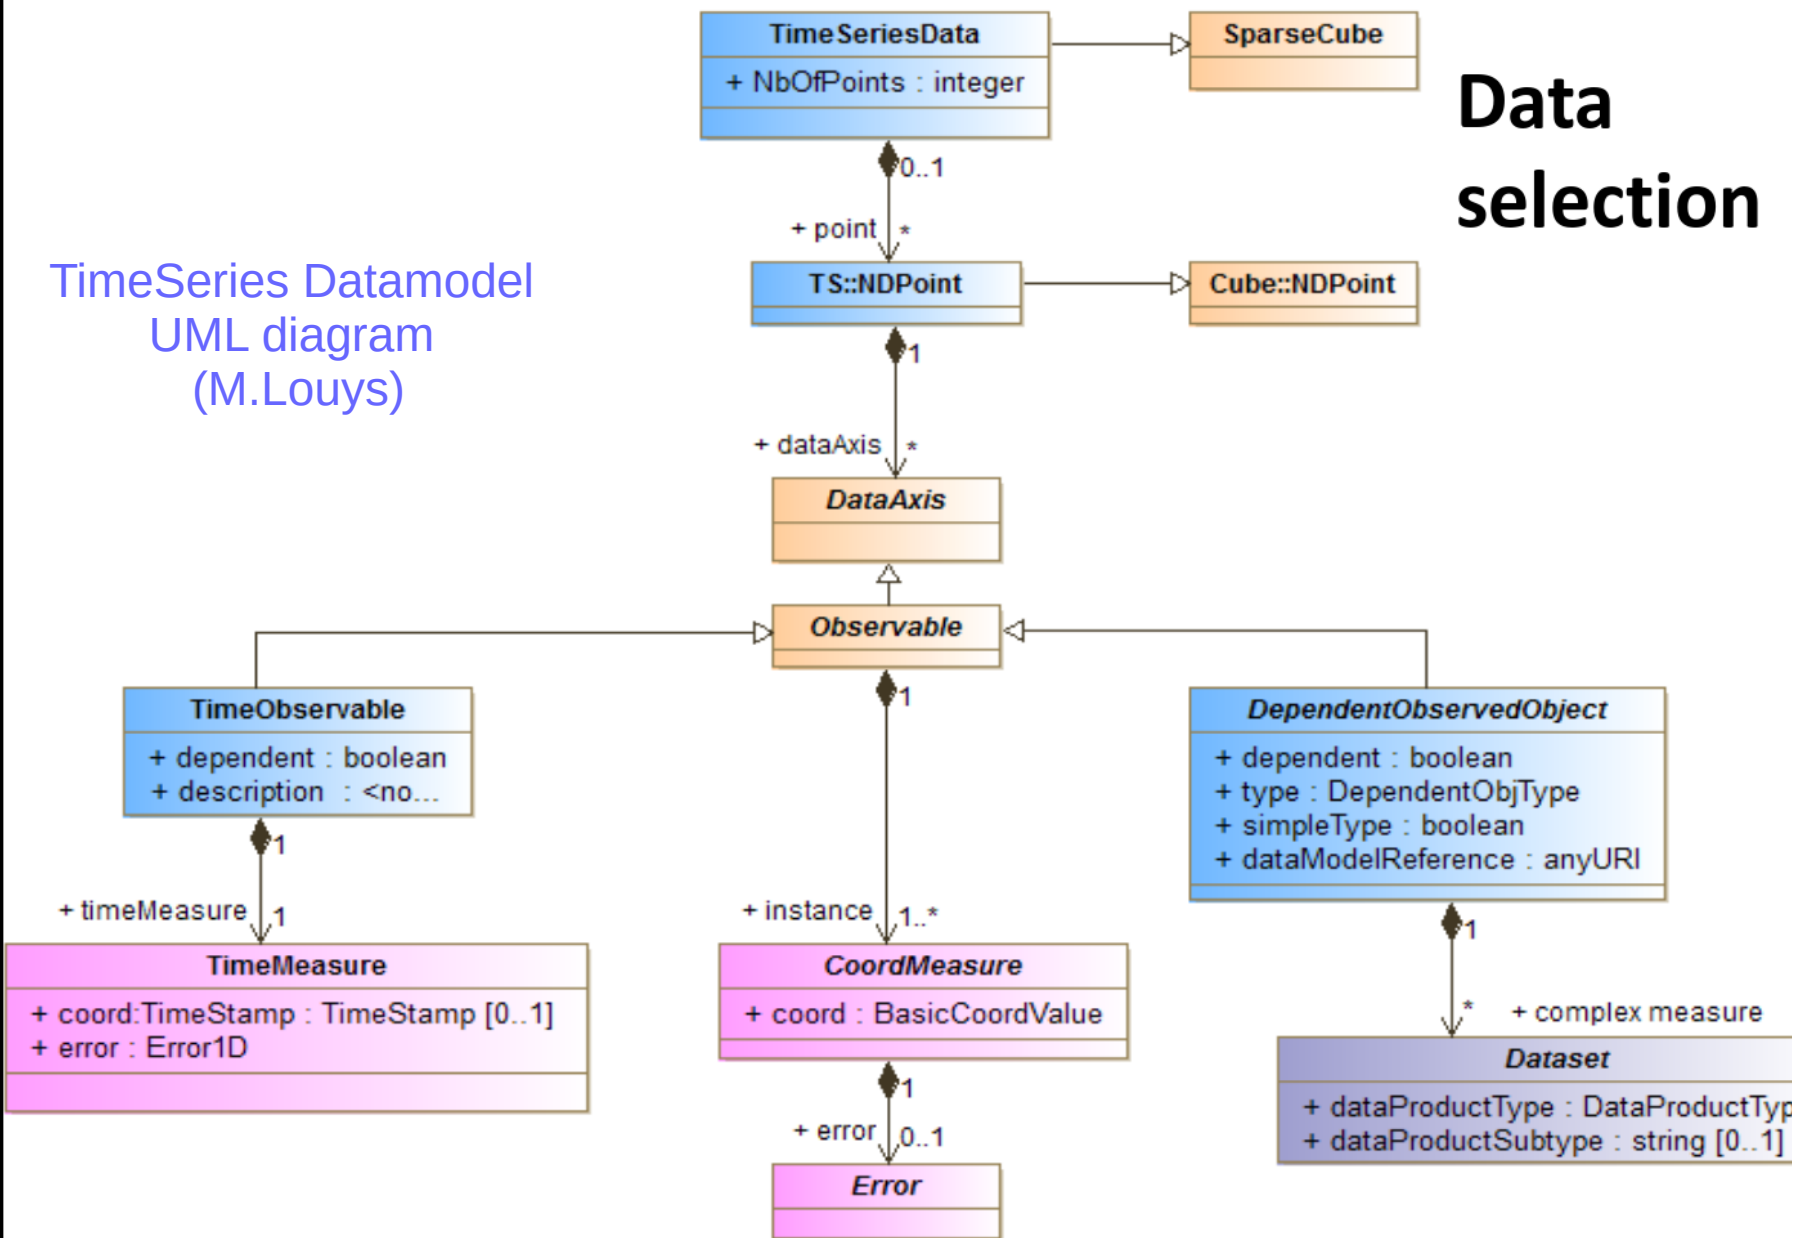 TimeSeriesData
+ NbOfPoints : integer
SparseCube
Data
selection
0..1
+ point
*
TimeSeries Datamodel
UML diagram
(M.Louys)
TS::NDPoint
Cube::NDPoint
1
+ dataAxis
*
DataAxis
Observable
1
TimeObservable
+ dependent : boolean
+ description : <no...
DependentObservedObject
+ dependent : boolean
+ type : DependentObjType
+ simpleType : boolean
+ dataModelReference : anyURI
1
+ timeMeasure
1
+ instance
1..*
1
TimeMeasure
+ coord:TimeStamp : TimeStamp [0..1]
+ error : Error1D
CoordMeasure
+ coord : BasicCoordValue
*
+ complex measure
Dataset
+ dataProductType : DataProductTyp
+ dataProductSubtype : string [0..1]
1
+ error
0..1
Error